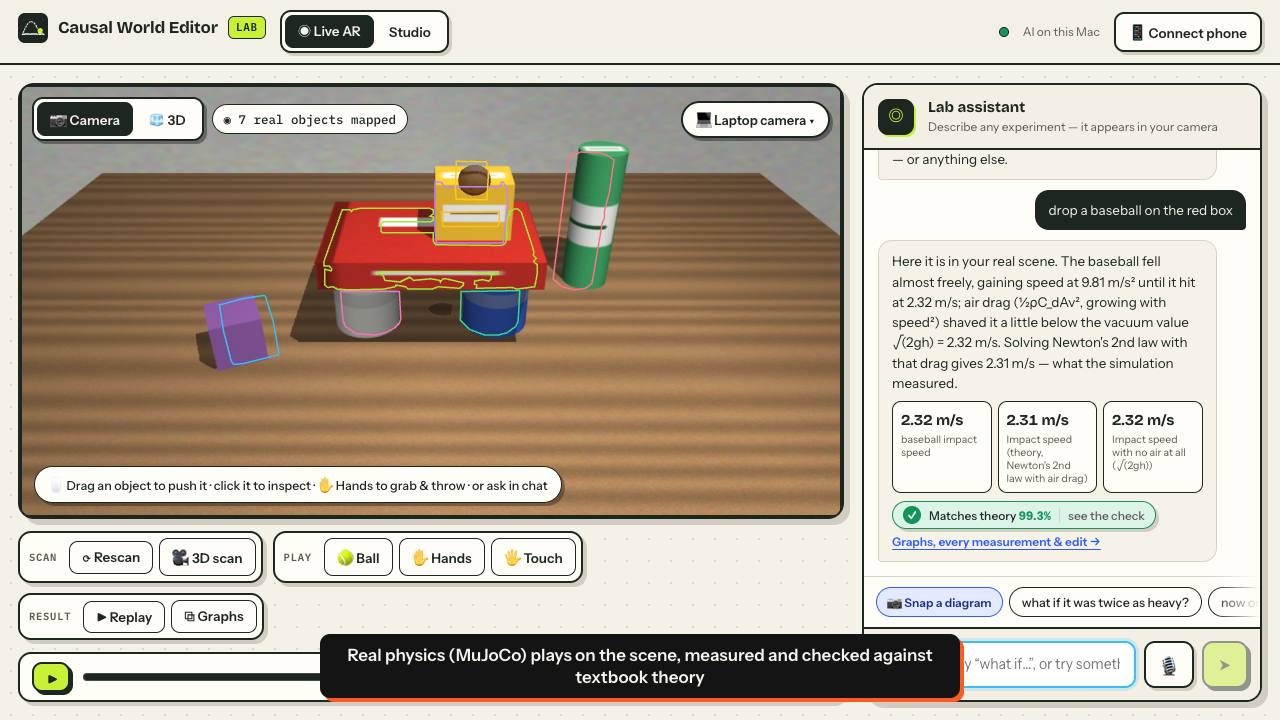 Causal World Editor
LAB
Live AR
Studio
AI on this Mac
Connect phone
Camera
3D
◉ 7 real objects mapped
Laptop camera ▾
Drag an object to push it · click it to inspect · ✋ Hands to grab & throw · or ask in chat
SCAN
⟳ Rescan
3D scan
PLAY
Ball
Hands
Touch
RESULT
▶ Replay
Graphs
Lab assistant
Describe any experiment — it appears in your camera
— or anything else.
drop a baseball on the red box
Here it is in your real scene. The baseball fell
almost freely, gaining speed at 9.81 m/s² until it hit
at 2.32 m/s; air drag (½ρC_dAv², growing with
speed²) shaved it a little below the vacuum value
√(2gh) = 2.32 m/s. Solving Newton's 2nd law with
that drag gives 2.31 m/s — what the simulation
measured.
2.32 m/s
baseball impact
speed
2.31 m/s
Impact speed
(theory,
Newton's 2nd
law with air drag)
2.32 m/s
Impact speed
with no air at all
(√(2gh))
Matches theory 99.3%
see the check
Graphs, every measurement & edit →
Snap a diagram
what if it was twice as heavy?
now
y “what if…”, or try someth
Real physics (MuJoCo) plays on the scene, measured and checked against
textbook theory